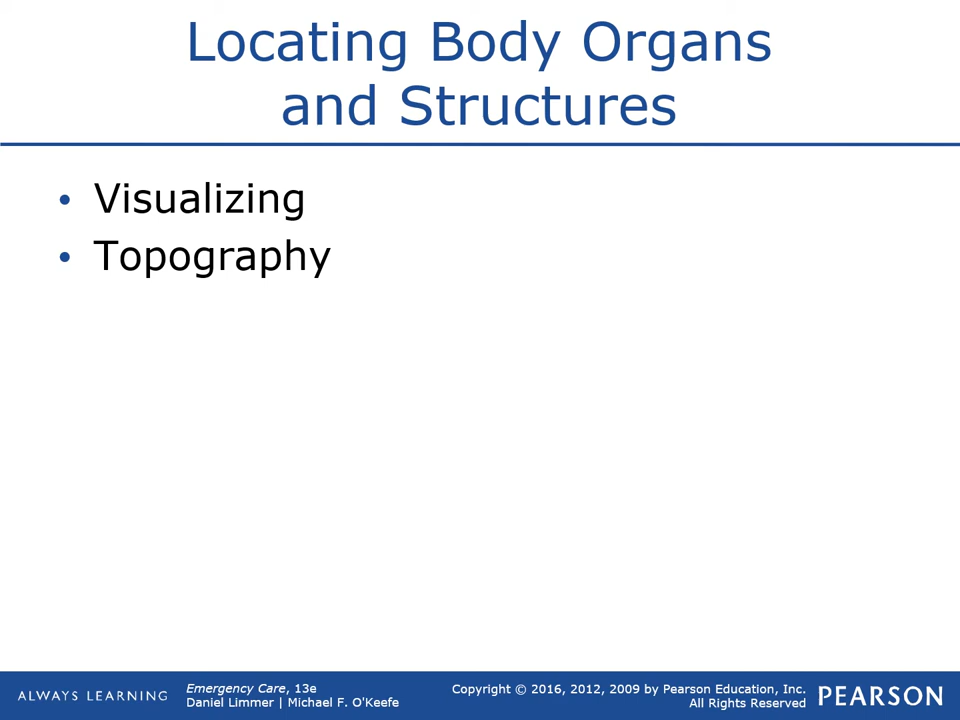 Locating Body Organs
and Structures
• Visualizing
• Topography
ALWAYS LEARNING
Emergency Care, 13e
Daniel Limmer | Michael F. O'Keefe
Copyright © 2016, 2012, 2009 by Pearson Education, Inc.
All Rights Reserved
PEARSON